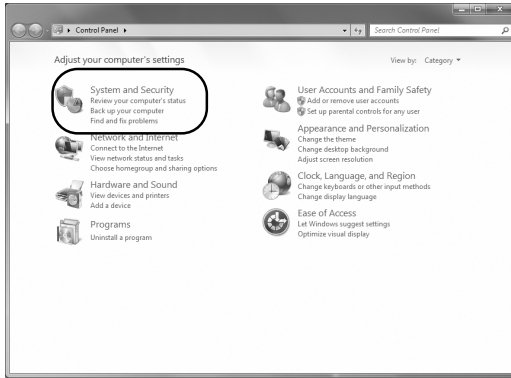 Control Panel
Search Control Panel
Adjust your computer's settings
View by: Category
System and Security
Review your computer's status
Back up your computer
Find and fix problems
Network and Internet
Connect to the Internet
View network status and tasks
Choose homegroup and sharing options
Hardware and Sound
View devices and printers
Add a device
Programs
Uninstall a program
User Accounts and Family Safety
Add or remove user accounts
Set up parental controls for any user
Appearance and Personalization
Change the theme
Change desktop background
Adjust screen resolution
Clock, Language, and Region
Change keyboards or other input methods
Change display language
Ease of Access
Let Windows suggest settings
Optimize visual display